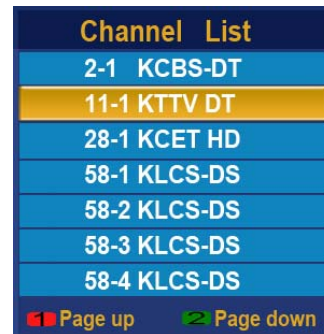 Channel List
2-1 KCBS-DT
11-1 KTTV DT
28-1 KCET HD
58-1 KLCS-DS
58-2 KLCS-DS
58-3 KLCS-DS
58-4 KLCS-DS
1 Page up 2 Page down